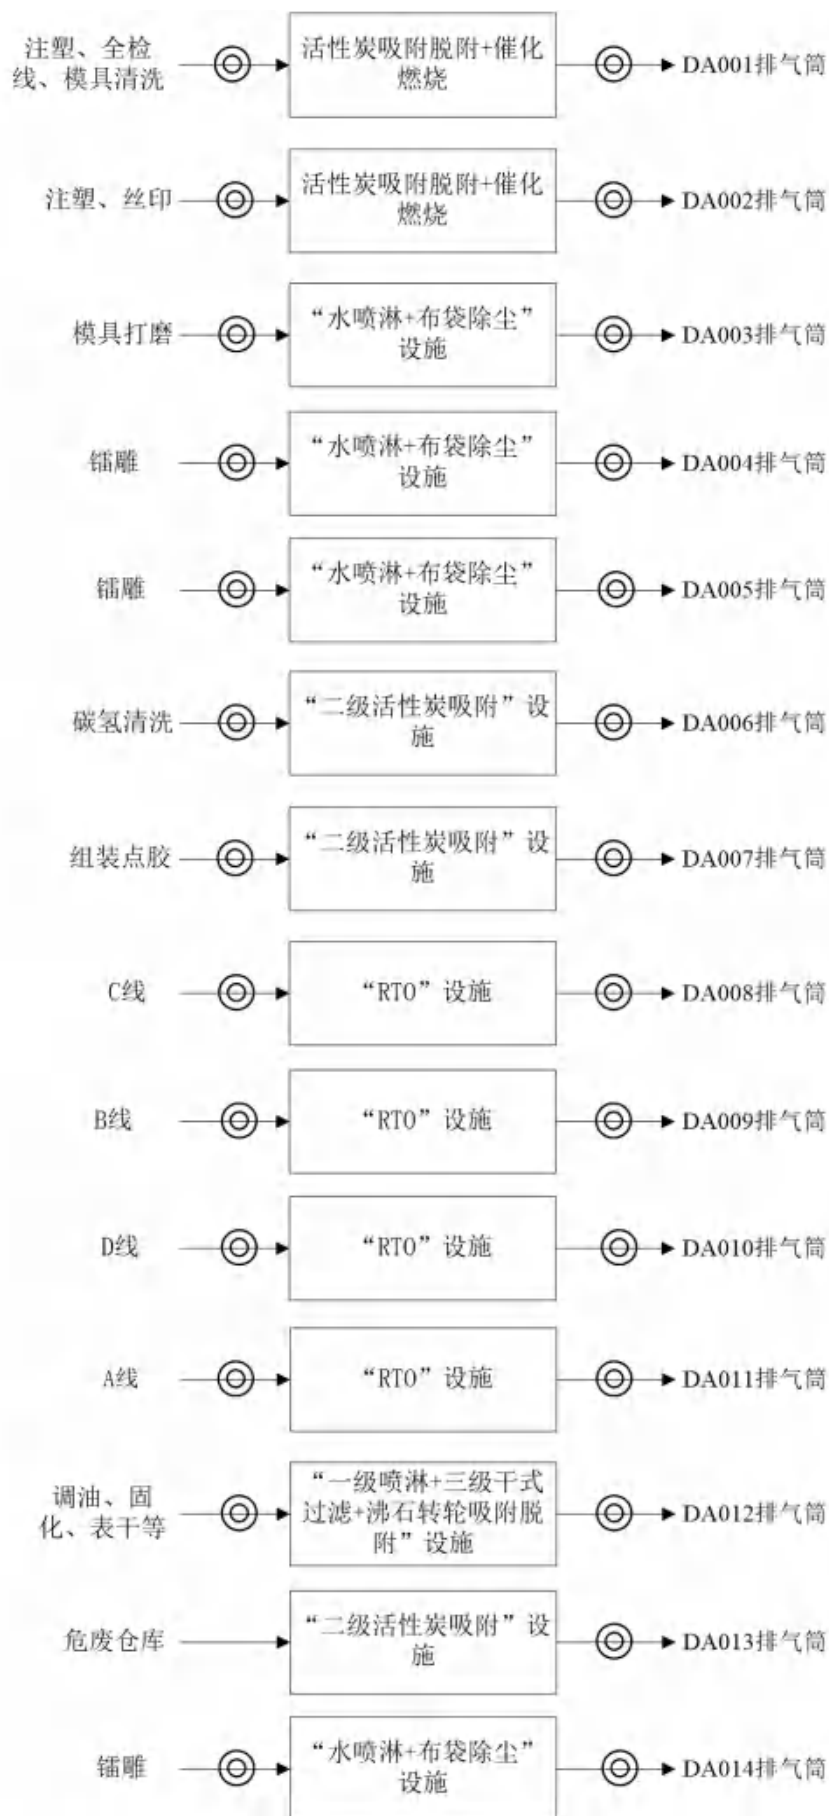 注塑、全检
线、模具清洗
活性炭吸附脱附+催化
燃烧
DA001排气筒
注塑、丝印
活性炭吸附脱附+催化
燃烧
DA002排气筒
模具打磨
“水喷淋+布袋除尘”
设施
DA003排气筒
镭雕
“水喷淋+布袋除尘”
设施
DA004排气筒
镭雕
“水喷淋+布袋除尘”
设施
DA005排气筒
碳氢清洗
“二级活性炭吸附”设
施
DA006排气筒
组装点胶
“二级活性炭吸附”设
施
DA007排气筒
C线
“RTO”设施
DA008排气筒
B线
“RTO”设施
DA009排气筒
D线
“RTO”设施
DA010排气筒
A线
“RTO”设施
DA011排气筒
调油、固
化、表干等
“一级喷淋+三级干式
过滤+沸石转轮吸附脱
附”设施
DA012排气筒
危废仓库
“二级活性炭吸附”设
施
DA013排气筒
镭雕
“水喷淋+布袋除尘”
设施
DA014排气筒